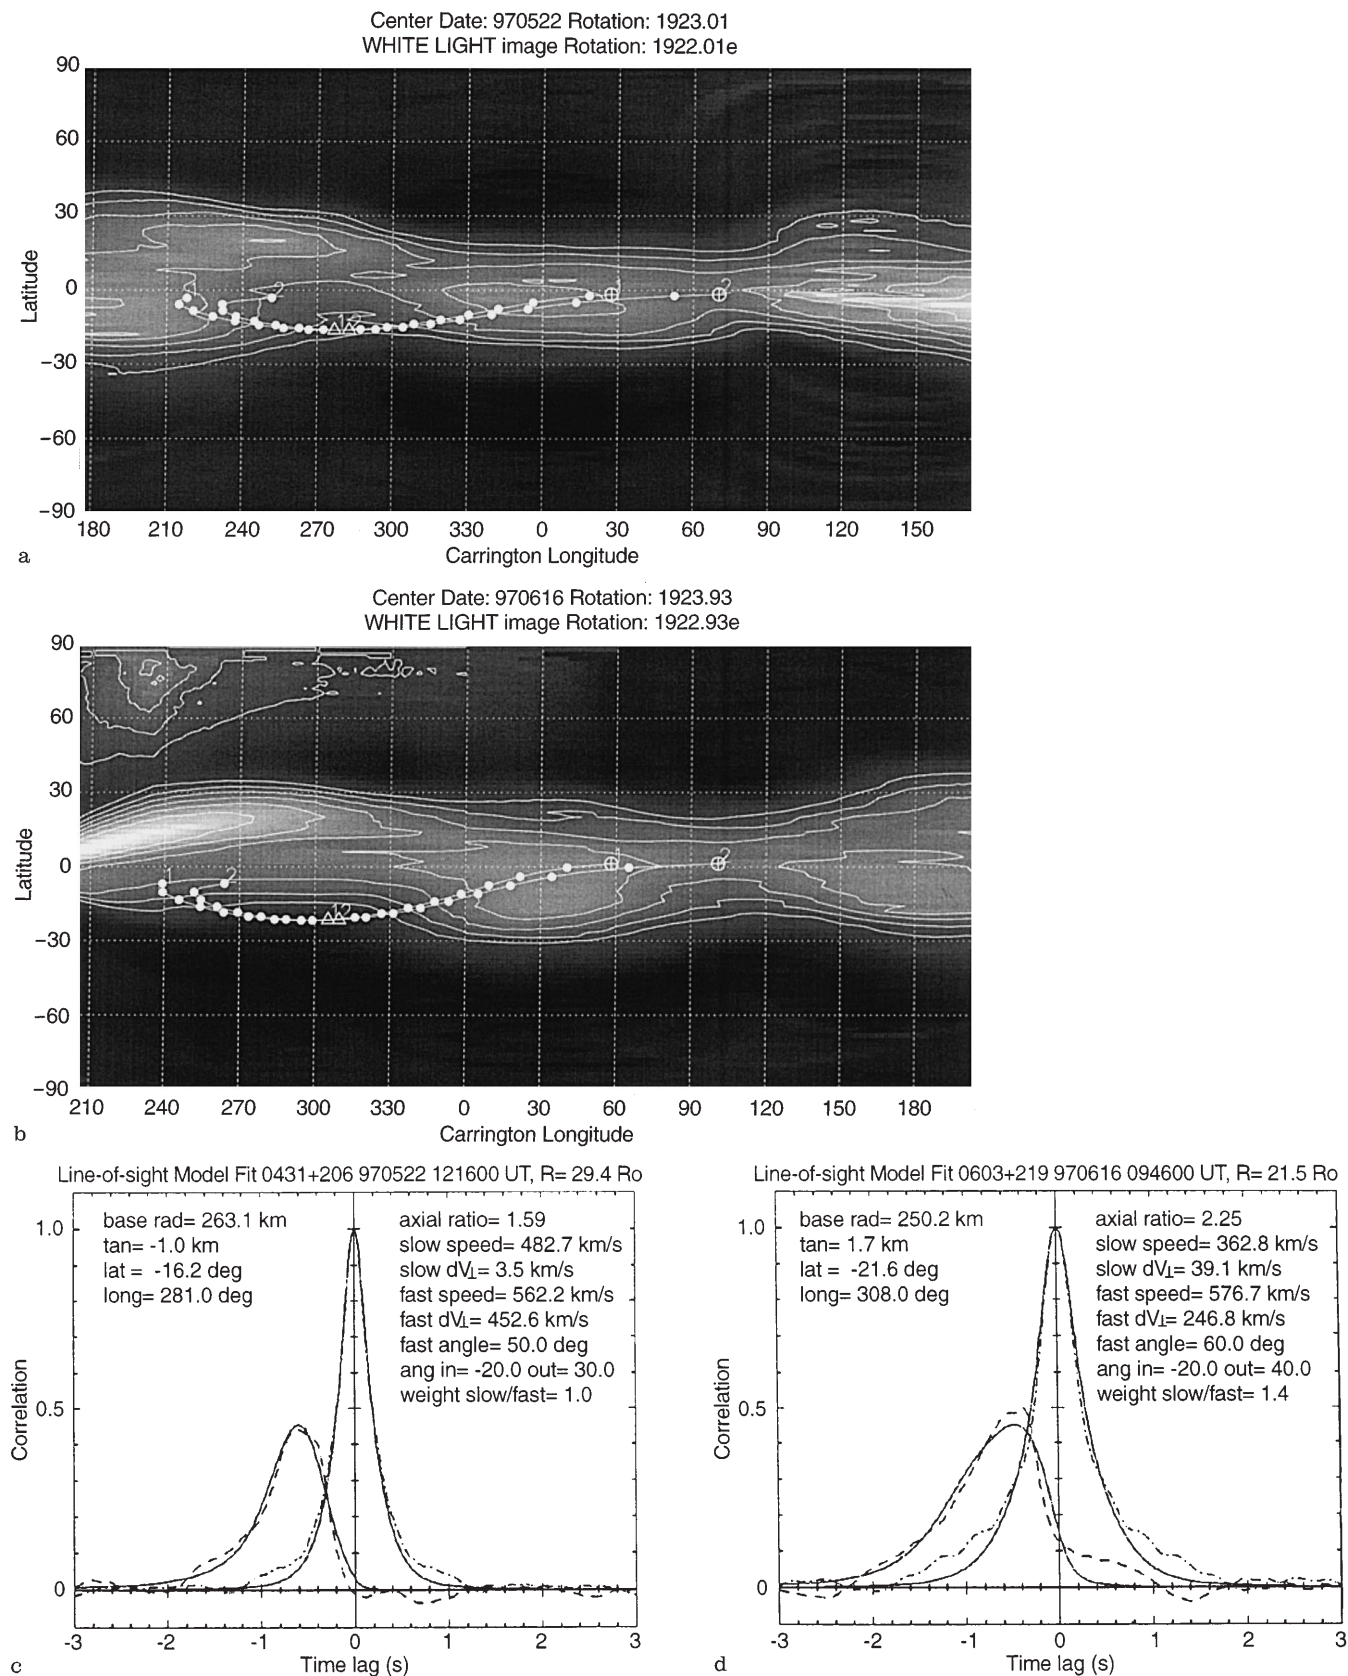 Center Date: 970522 Rotation: 1923.01
WHITE LIGHT image Rotation: 1922.01e
90
60
30
0
−30
−60
−90
Latitude
2
1
2
1
2
180 210 240 270 300 330 0 30 60 90 120 150
Carrington Longitude
a
Center Date: 970616 Rotation: 1923.93
WHITE LIGHT image Rotation: 1922.93e
90
60
30
0
−30
−60
−90
Latitude
1
2
12
1
2
210 240 270 300 330 0 30 60 90 120 150 180
Carrington Longitude
b
Line-of-sight Model Fit 0431+206 970522 121600 UT, R= 29.4 Ro
base rad= 263.1 km
tan= -1.0 km
lat = -16.2 deg
long= 281.0 deg
axial ratio= 1.59
slow speed= 482.7 km/s
slow dV⊥= 3.5 km/s
fast speed= 562.2 km/s
fast dV⊥= 452.6 km/s
fast angle= 50.0 deg
ang in= -20.0 out= 30.0
weight slow/fast= 1.0
1.0
0.5
0
Correlation
-3 -2 -1 0 1 2 3
Time lag (s)
c
Line-of-sight Model Fit 0603+219 970616 094600 UT, R= 21.5 Ro
base rad= 250.2 km
tan= 1.7 km
lat = -21.6 deg
long= 308.0 deg
axial ratio= 2.25
slow speed= 362.8 km/s
slow dV⊥= 39.1 km/s
fast speed= 576.7 km/s
fast dV⊥= 246.8 km/s
fast angle= 60.0 deg
ang in= -20.0 out= 40.0
weight slow/fast= 1.4
1.0
0.5
0
Correlation
-3 -2 -1 0 1 2 3
Time lag (s)
d